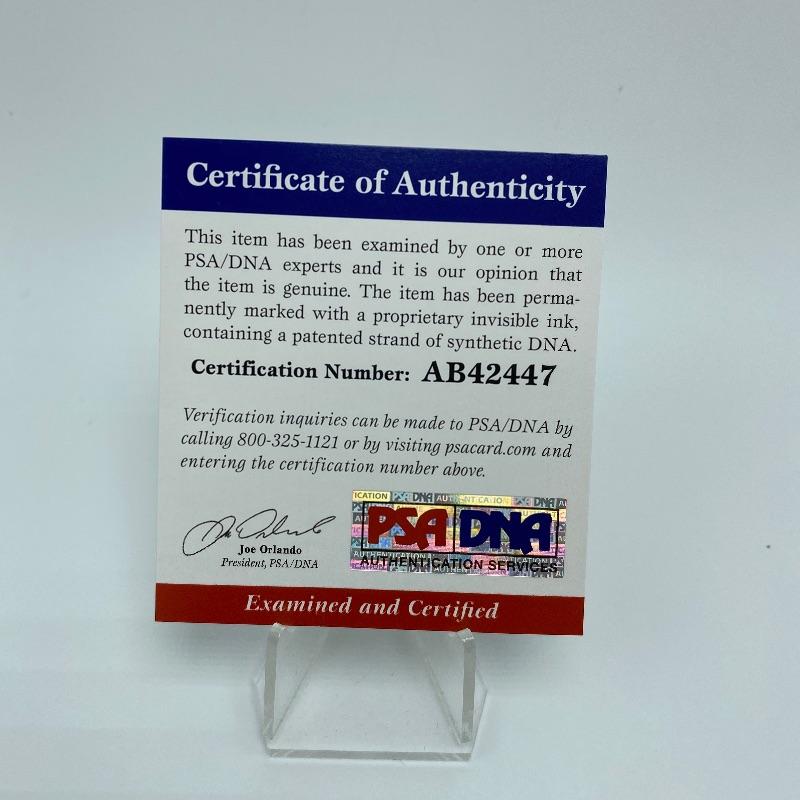 Certificate of Authenticity
This item has been examined by one or more
PSA/DNA experts and it is our opinion that
the item is genuine. The item has been perma-
nently marked with a proprietary invisible ink,
containing a patented strand of synthetic DNA.
Certification Number: AB42447
Verification inquiries can be made to PSA/DNA by
calling 800-325-1121 or by visiting psacard.com and
entering the certification number above.
Joe Orlando
President, PSA/DNA
PSA DNA
AUTHENTICATION SERVICES
Examined and Certified